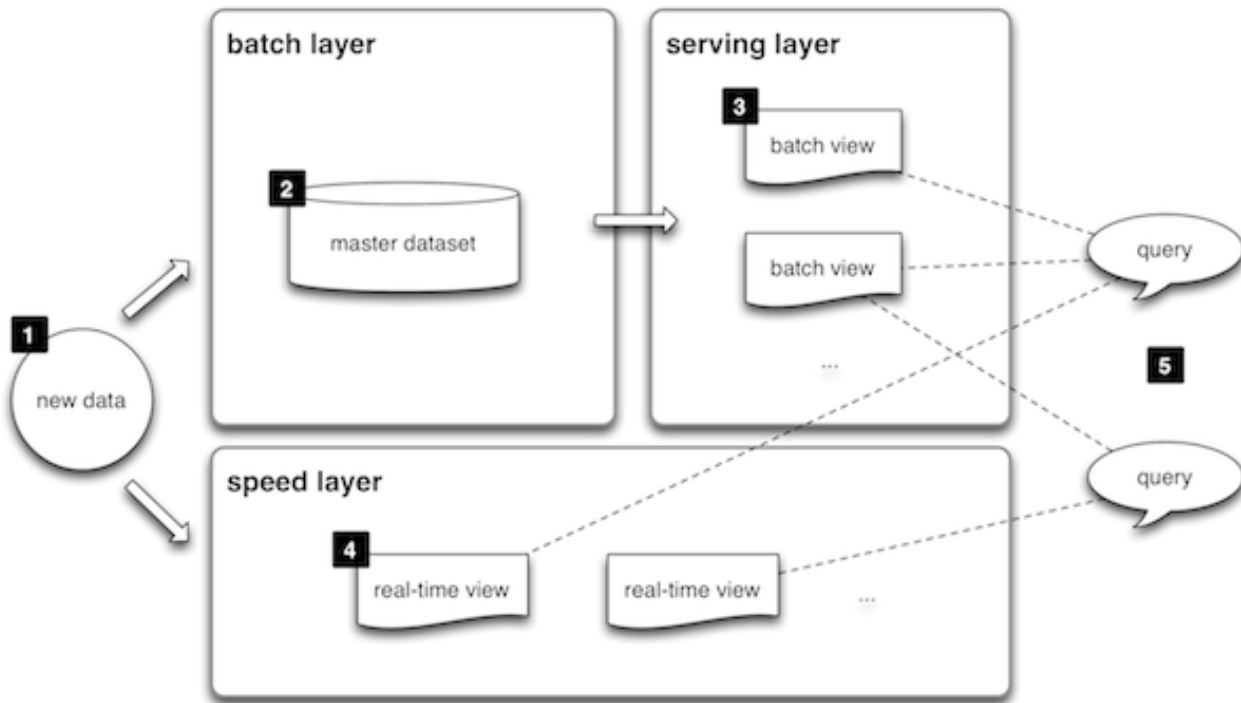 batch layer
serving layer
3
batch view
2
master dataset
query
batch view
1
...
5
new data
speed layer
query
4
real-time view
real-time view
...